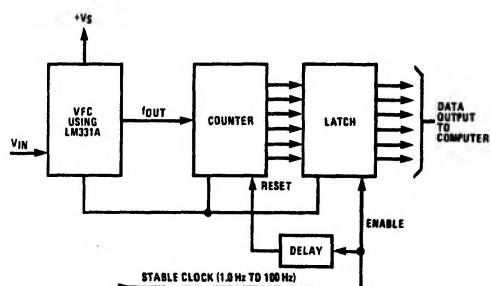 +VS
VFC
USING
LM331A
fOUT
COUNTER
LATCH
DATA
OUTPUT
TO
COMPUTER
VIN
RESET
ENABLE
DELAY
STABLE CLOCK (1.0 Hz TO 100 Hz)